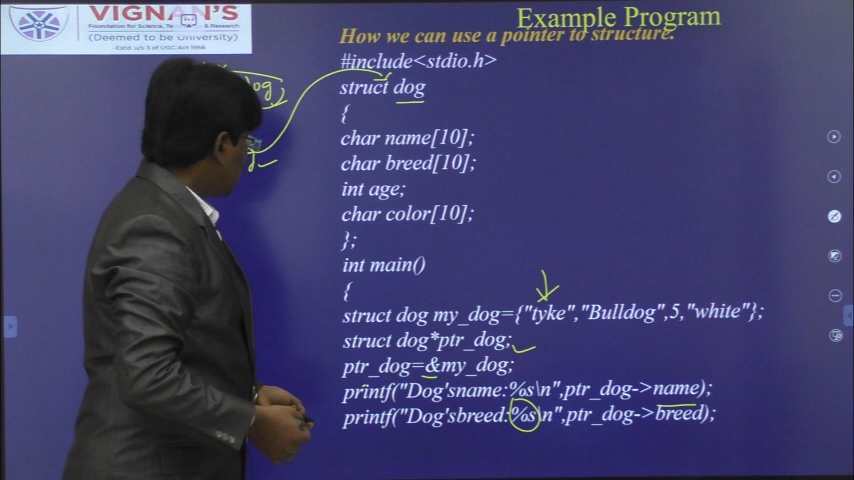 VIGNAN'S
Foundation for Science, Te & Research
(Deemed to be University)
-Estd. u/s 3 of UGC Act 1956
Example Program
How we can use a pointer to structure.
#include<stdio.h>
struct dog
dog,
{
char name[10];
char breed[10];
int age;
char color[10];
};
int main()
{
struct dog my_dog={"tyke","Bulldog",5,"white"};
struct dog*ptr_dog;
ptr_dog=&my_dog;
printf("Dog'sname:%s\n",ptr_dog->name);
printf("Dog'sbreed:%s\n",ptr_dog->breed);